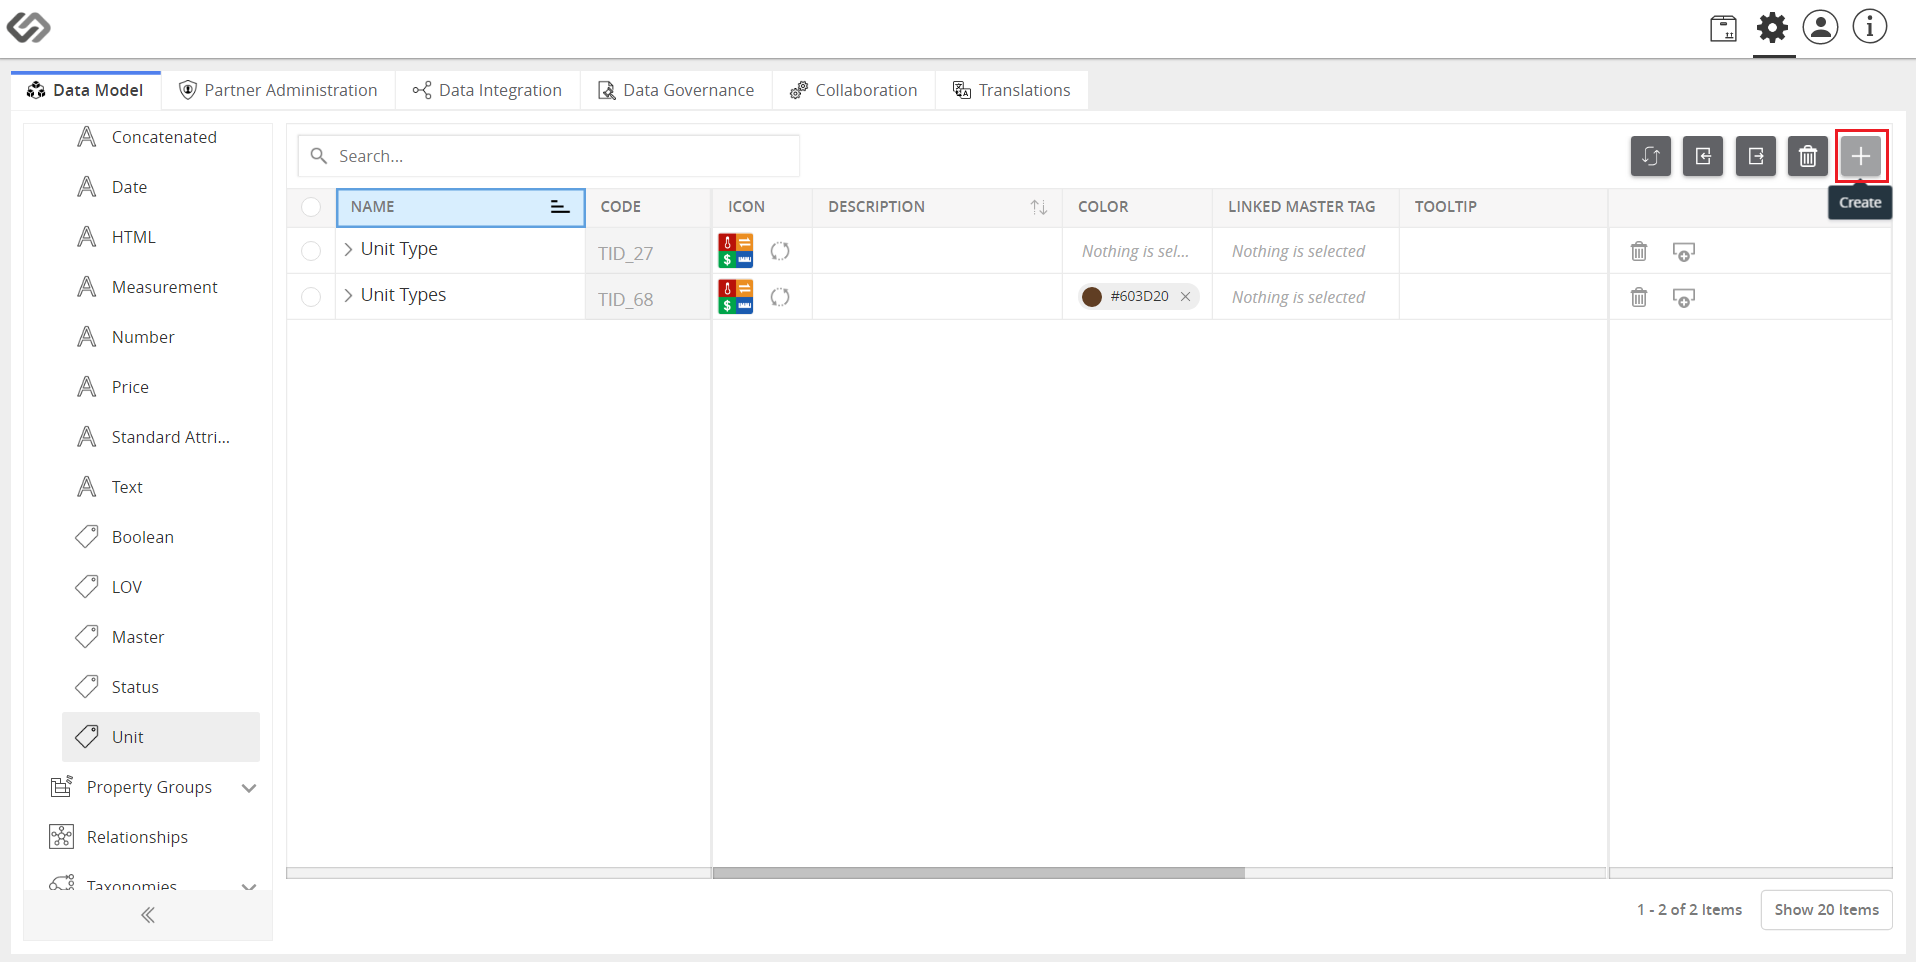 Data Model
Partner Administration
Data Integration
Data Governance
Collaboration
Translations
Concatenated
Date
HTML
Measurement
Number
Price
Standard Attri...
Text
Boolean
LOV
Master
Status
Unit
Property Groups
Relationships
Taxonomies
Search...
Create
NAME CODE ICON DESCRIPTION COLOR LINKED MASTER TAG TOOLTIP
Unit Type TID_27 Nothing is sel... Nothing is selected
Unit Types TID_68 #603D20 Nothing is selected
1 - 2 of 2 Items
Show 20 Items